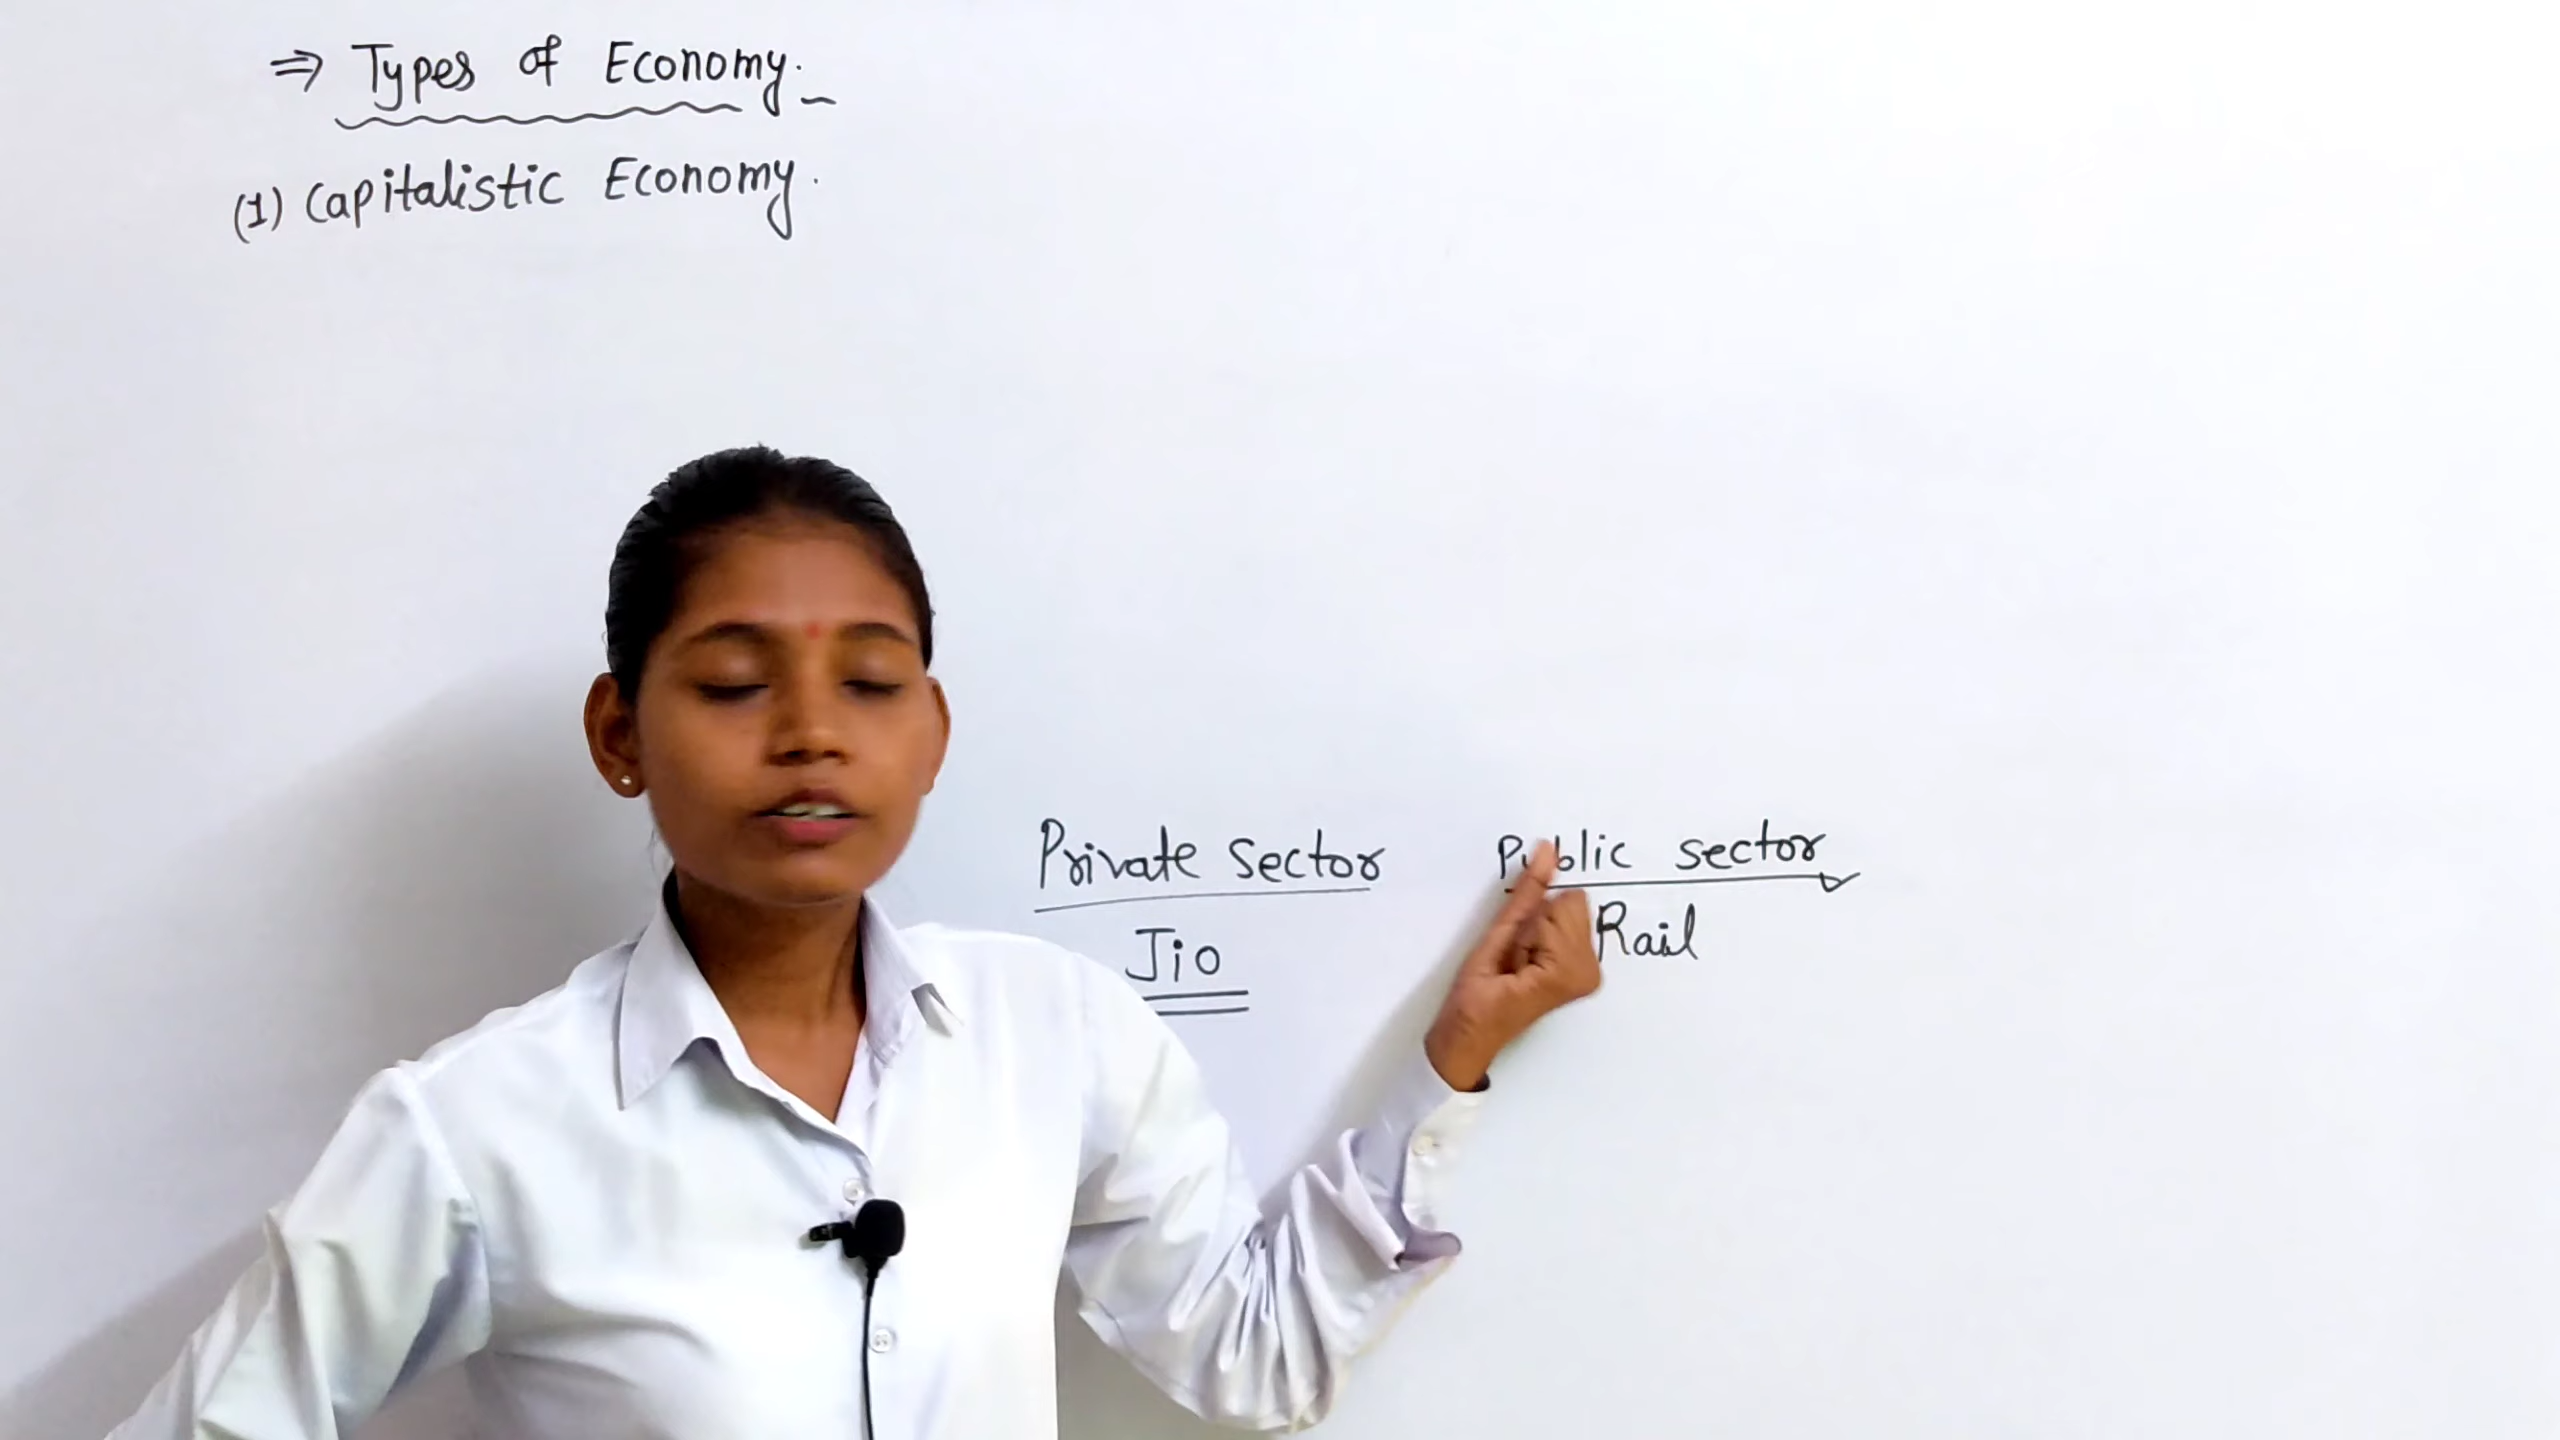 ⇒ Types of Economy.
(1) Capitalistic Economy.
Private Sector
Public sector
Jio
Rail